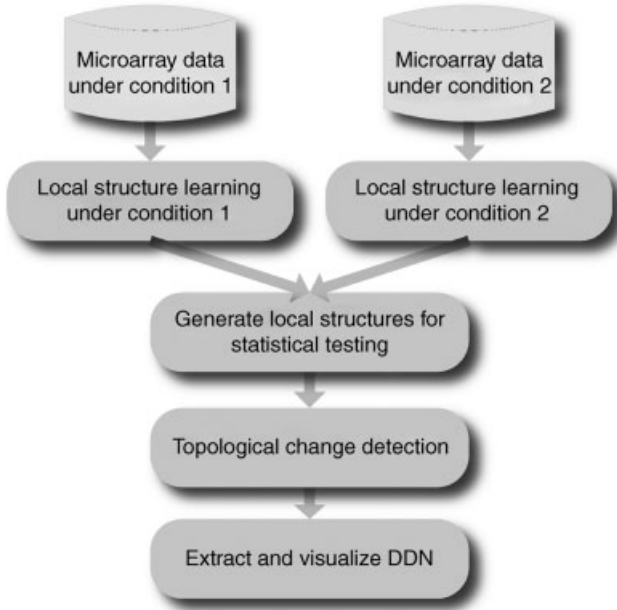 Microarray data
under condition 1
Microarray data
under condition 2
Local structure learning
under condition 1
Local structure learning
under condition 2
Generate local structures for
statistical testing
Topological change detection
Extract and visualize DDN